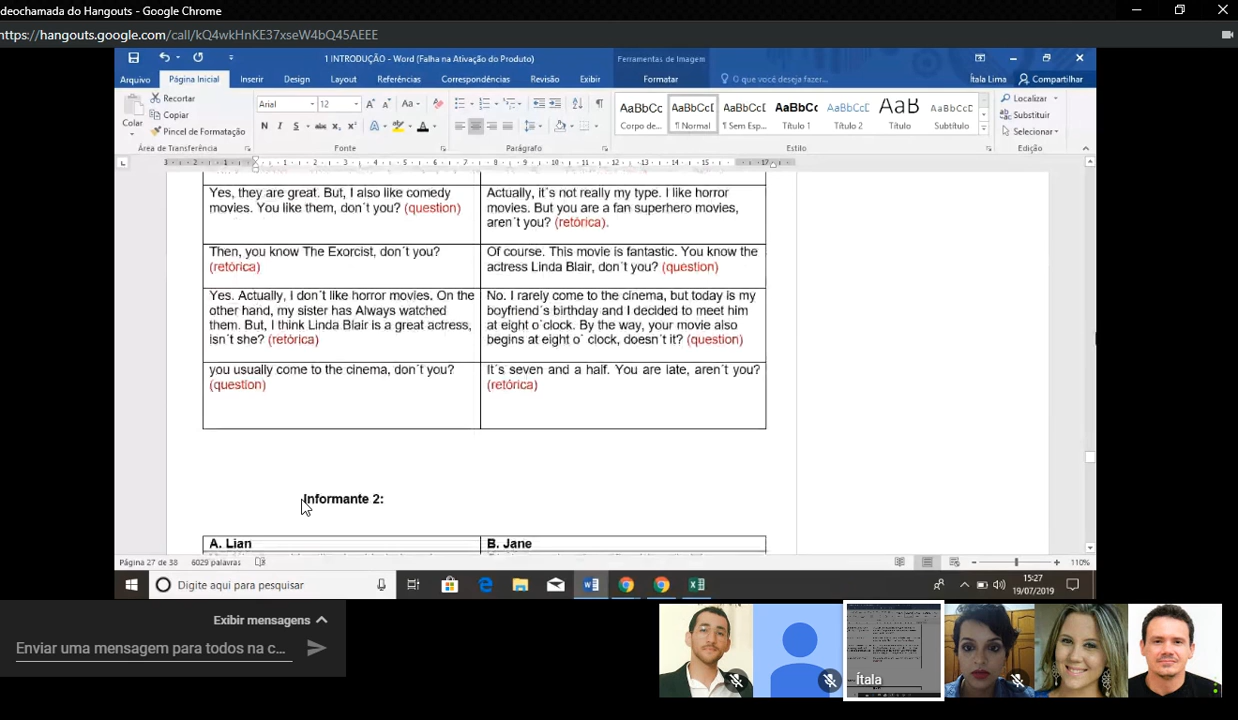 deochamada do Hangouts - Google Chrome
https://hangouts.google.com/call/kQ4wkHnKE37xseW4bQ45AEEE
1 INTRODUÇÃO - Word (Falha na Ativação do Produto)
Ferramentas de Imagem
Arquivo Página Inicial Inserir Design Layout Referências Correspondências Revisão Exibir Formatar O que você deseja fazer... Ítala Lima Compartilhar
Colar
Recortar
Copiar
Pincel de Formatação
Área de Transferência
Arial 12
Fonte
Parágrafo
AaBbCc AaBbCcI AaBbCcI AaBbCc AaBbCcI AaB AaBbCcI
Corpo de... ¶ Normal ¶ Sem Esp... Título 1 Título 2 Título Subtítulo
Estilo
Localizar
Substituir
Selecionar
Edição
Yes, they are great. But, I also like comedy
movies. You like them, don´t you? (question)
Actually, it´s not really my type. I like horror
movies. But you are a fan superhero movies,
aren´t you? (retórica).
Then, you know The Exorcist, don´t you?
(retórica)
Of course. This movie is fantastic. You know the
actress Linda Blair, don´t you? (question)
Yes. Actually, I don´t like horror movies. On the
other hand, my sister has Always watched
them. But, I think Linda Blair is a great actress,
isn´t she? (retórica)
No. I rarely come to the cinema, but today is my
boyfriend´s birthday and I decided to meet him
at eight o´clock. By the way, your movie also
begins at eight o´ clock, doesn´t it? (question)
you usually come to the cinema, don´t you?
(question)
It´s seven and a half. You are late, aren´t you?
(retórica)
Informante 2:
A. Lian
B. Jane
Página 27 de 38 6029 palavras 110%
Digite aqui para pesquisar
15:27
19/07/2019
Exibir mensagens
Enviar uma mensagem para todos na c...
Ítala